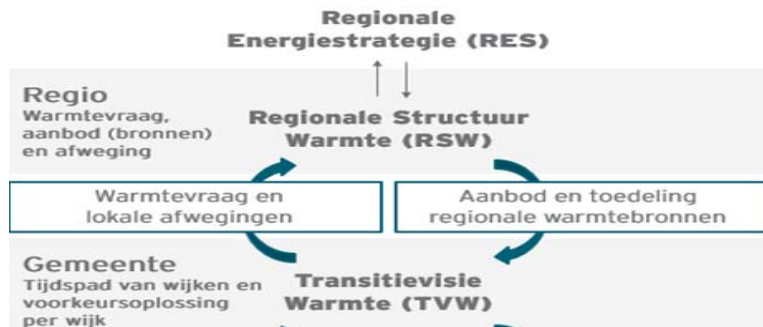 Regionale
Energiestrategie (RES)
Regio
Warmtevraag,
aanbod (bronnen)
en afweging
Regionale Structuur
Warmte (RSW)
Warmtevraag en
lokale afwegingen
Aanbod en toedeling
regionale warmtebronnen
Gemeente
Tijdspad van wijken en
voorkeursoplossing
per wijk
Transitievisie
Warmte (TVW)